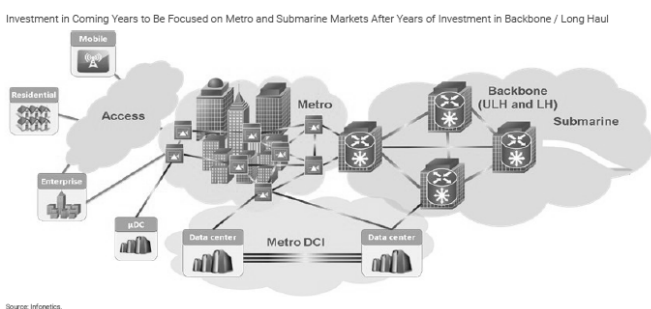 Investment in Coming Years to Be Focused on Metro and Submarine Markets After Years of Investment in Backbone / Long Haul
Mobile
Residential
Access
Metro
Backbone
(ULH and LH)
Submarine
Enterprise
µDC
Data center
Metro DCI
Data center
Source: Infonetics.